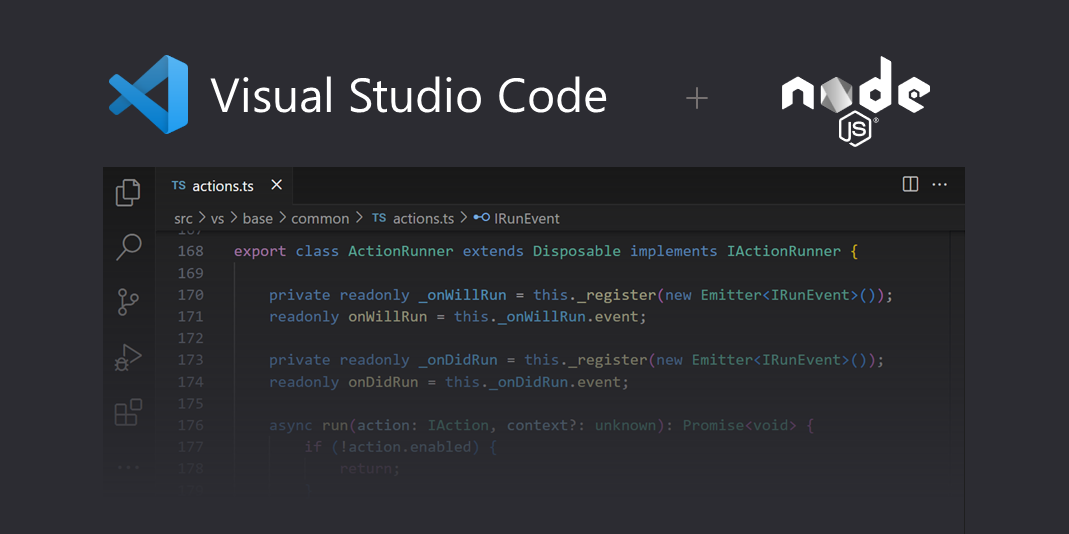 Visual Studio Code + node
JS®
TS actions.ts ×
src > vs > base > common > TS actions.ts > IRunEvent
167
168 export class ActionRunner extends Disposable implements IActionRunner {
169
170 private readonly _onWillRun = this._register(new Emitter<IRunEvent>());
171 readonly onWillRun = this._onWillRun.event;
172
173 private readonly _onDidRun = this._register(new Emitter<IRunEvent>());
174 readonly onDidRun = this._onDidRun.event;
175
176 async run(action: IAction, context?: unknown): Promise<void> {
177 if (!action.enabled) {
178 return;